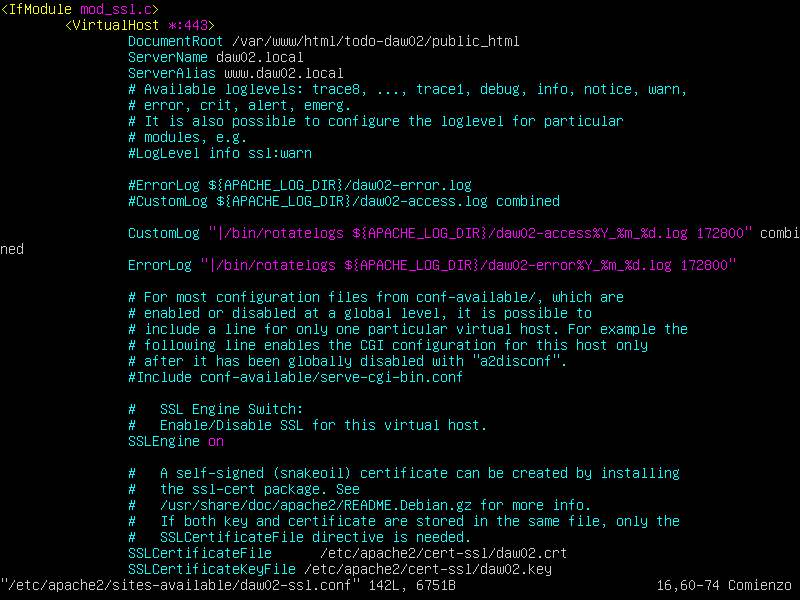 <IfModule mod_ssl.c>
<VirtualHost *:443>
DocumentRoot /var/www/html/todo-daw02/public_html
ServerName daw02.local
ServerAlias www.daw02.local
# Available loglevels: trace8, ..., trace1, debug, info, notice, warn,
# error, crit, alert, emerg.
# It is also possible to configure the loglevel for particular
# modules, e.g.
#LogLevel info ssl:warn
#ErrorLog ${APACHE_LOG_DIR}/daw02-error.log
#CustomLog ${APACHE_LOG_DIR}/daw02-access.log combined
CustomLog "|/bin/rotatelogs ${APACHE_LOG_DIR}/daw02-access%Y_%m_%d.log 172800" combi
ned
ErrorLog "|/bin/rotatelogs ${APACHE_LOG_DIR}/daw02-error%Y_%m_%d.log 172800"
# For most configuration files from conf-available/, which are
# enabled or disabled at a global level, it is possible to
# include a line for only one particular virtual host. For example the
# following line enables the CGI configuration for this host only
# after it has been globally disabled with "a2disconf".
#Include conf-available/serve-cgi-bin.conf
#   SSL Engine Switch:
#   Enable/Disable SSL for this virtual host.
SSLEngine on
#   A self-signed (snakeoil) certificate can be created by installing
#   the ssl-cert package. See
#   /usr/share/doc/apache2/README.Debian.gz for more info.
#   If both key and certificate are stored in the same file, only the
#   SSLCertificateFile directive is needed.
SSLCertificateFile      /etc/apache2/cert-ssl/daw02.crt
SSLCertificateKeyFile /etc/apache2/cert-ssl/daw02.key
"/etc/apache2/sites-available/daw02-ssl.conf" 142L, 6751B 16,60-74 Comienzo